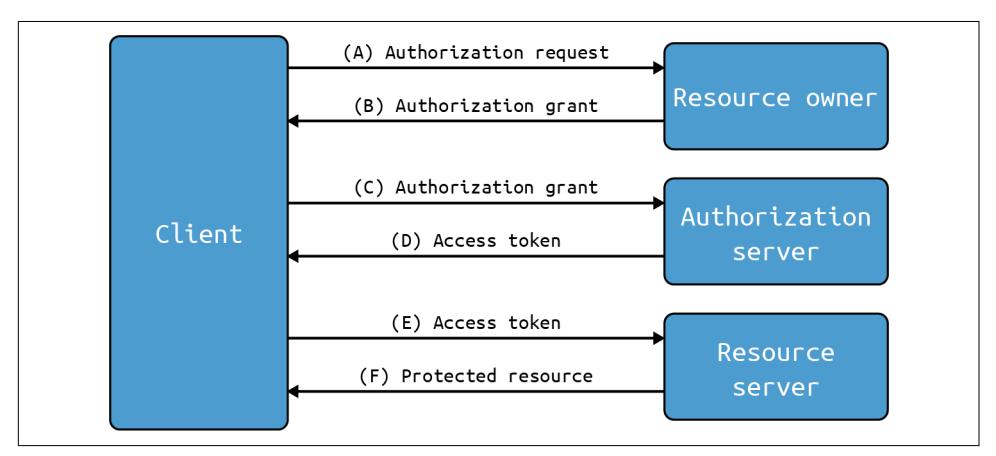 (A) Authorization request
(B) Authorization grant
Resource owner
Client
(C) Authorization grant
(D) Access token
Authorization
server
(E) Access token
(F) Protected resource
Resource
server